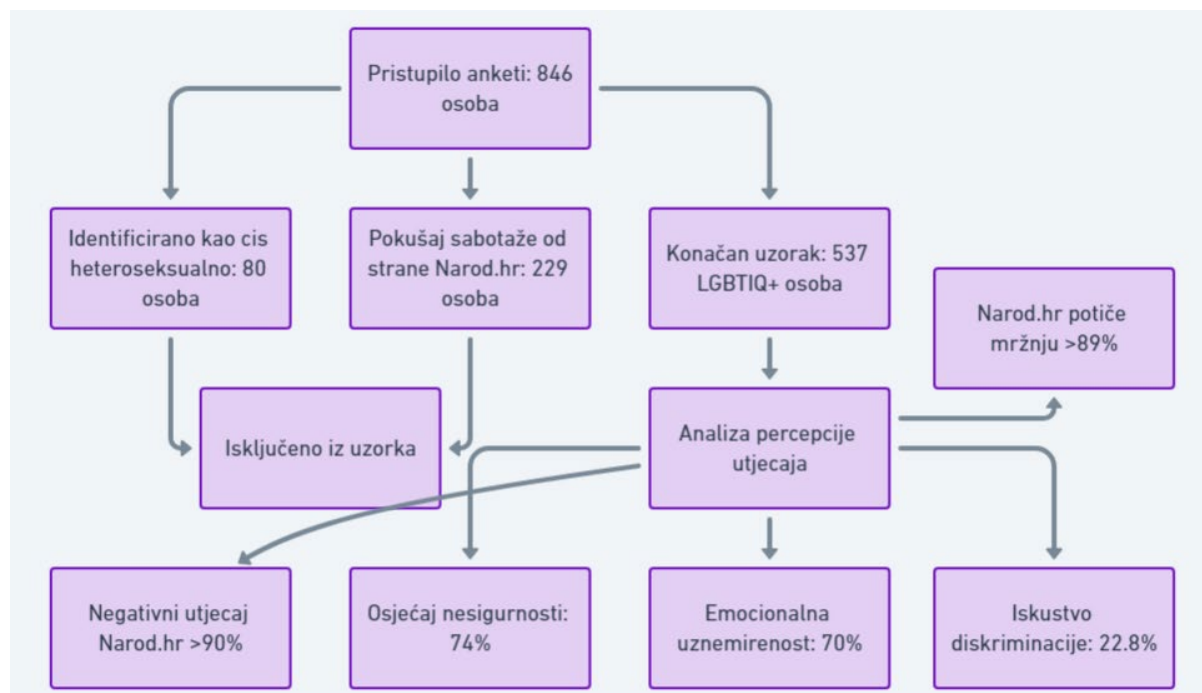 Pristupilo anketi: 846
osoba
Identificirano kao cis
heteroseksualno: 80
osoba
Pokušaj sabotaže od
strane Narod.hr: 229
osoba
Konačan uzorak: 537
LGBTIQ+ osoba
Narod.hr potiče
mržnju >89%
Isključeno iz uzorka
Analiza percepcije
utjecaja
Negativni utjecaj
Narod.hr >90%
Osjećaj nesigurnosti:
74%
Emocionalna
uznemirenost: 70%
Iskustvo
diskriminacije: 22.8%